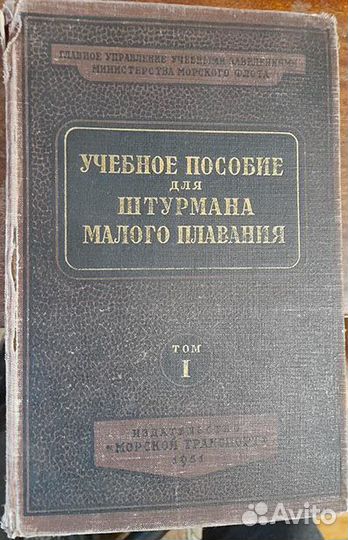 ГЛАВНОЕ УПРАВЛЕНИЕ УЧЕБНЫМИ ЗАВЕДЕНИЯМИ
МИНИСТЕРСТВА МОРСКОГО ФЛОТА
УЧЕБНОЕ ПОСОБИЕ
ДЛЯ
ШТУРМАНА
МАЛОГО ПЛАВАНИЯ
ТОМ
I
ИЗДАТЕЛЬСТВО
«МОРСКОЙ ТРАНСПОРТ»
1951
Avito